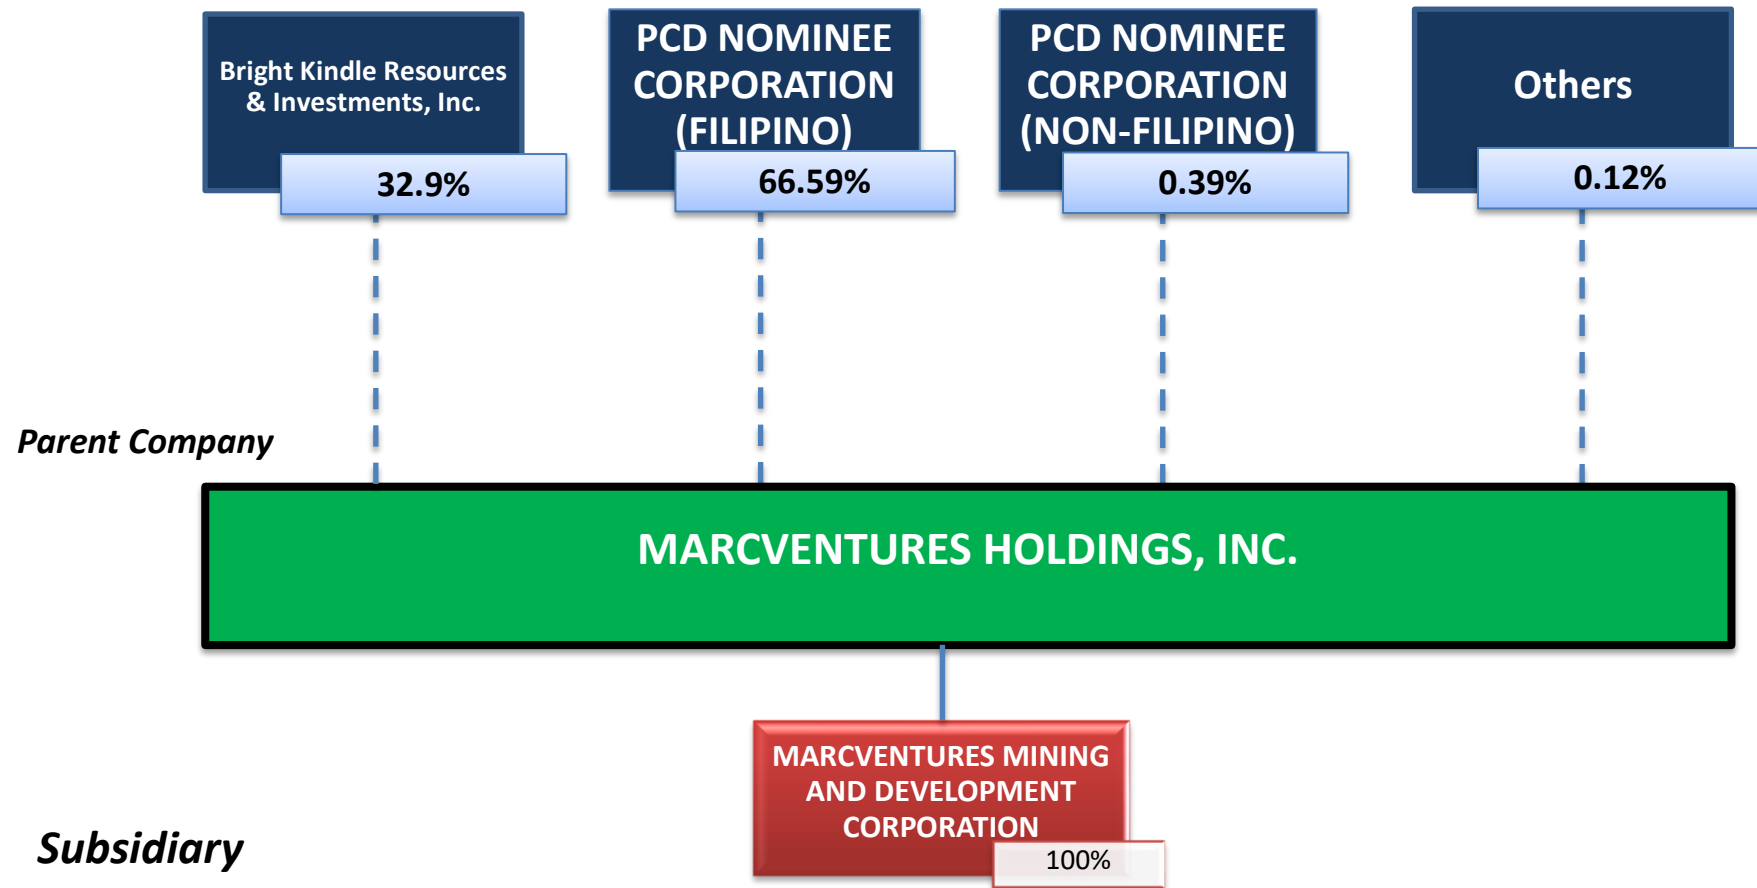 Bright Kindle Resources
& Investments, Inc.
32.9%
PCD NOMINEE
CORPORATION
(FILIPINO)
66.59%
PCD NOMINEE
CORPORATION
(NON-FILIPINO)
0.39%
Others
0.12%
Parent Company
MARCVENTURES HOLDINGS, INC.
MARCVENTURES MINING
AND DEVELOPMENT
CORPORATION
100%
Subsidiary